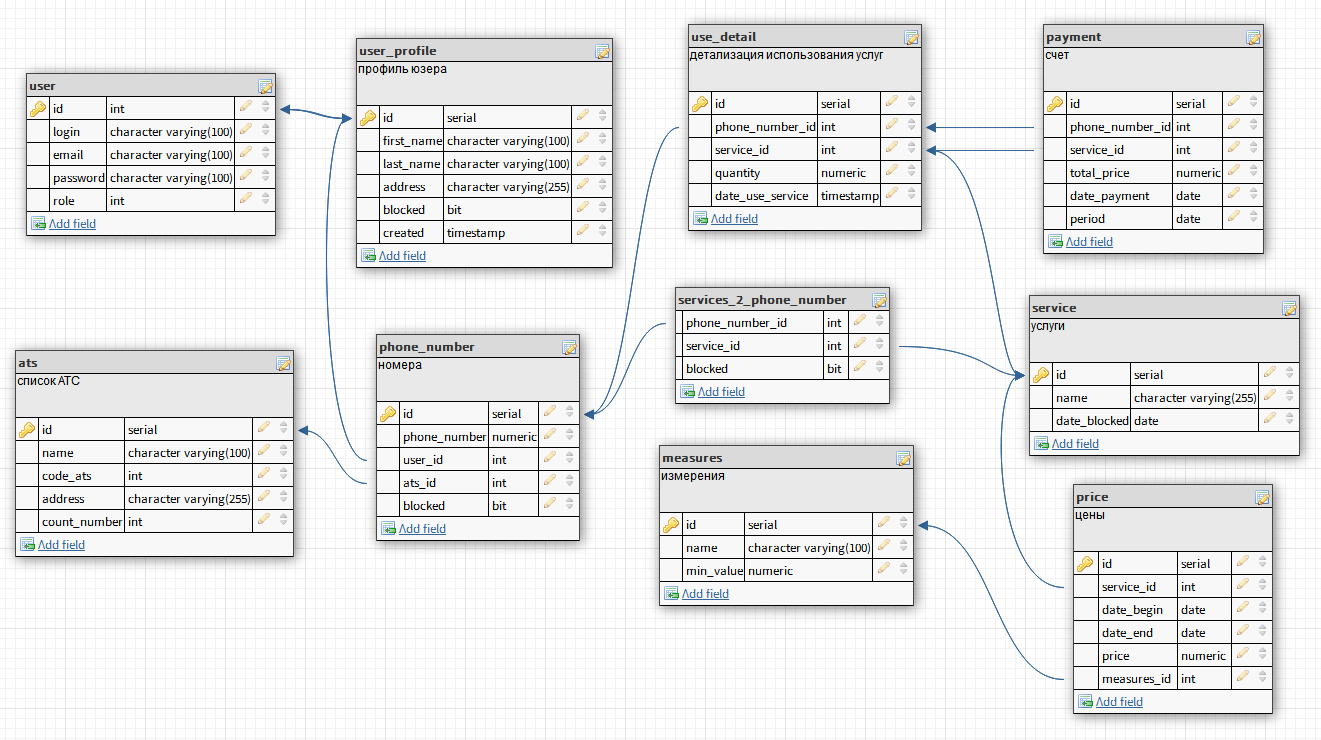 user
id int
login character varying(100)
email character varying(100)
password character varying(100)
role int
Add field
user_profile
профиль юзера
id serial
first_name character varying(100)
last_name character varying(100)
address character varying(255)
blocked bit
created timestamp
Add field
use_detail
детализация использования услуг
id serial
phone_number_id int
service_id int
quantity numeric
date_use_service timestamp
Add field
payment
счет
id serial
phone_number_id int
service_id int
total_price numeric
date_payment date
period date
Add field
ats
список АТС
id serial
name character varying(100)
code_ats int
address character varying(255)
count_number int
Add field
phone_number
номера
id serial
phone_number numeric
user_id int
ats_id int
blocked bit
Add field
services_2_phone_number
phone_number_id int
service_id int
blocked bit
Add field
service
услуги
id serial
name character varying(255)
date_blocked date
Add field
measures
измерения
id serial
name character varying(100)
min_value numeric
Add field
price
цены
id serial
service_id int
date_begin date
date_end date
price numeric
measures_id int
Add field